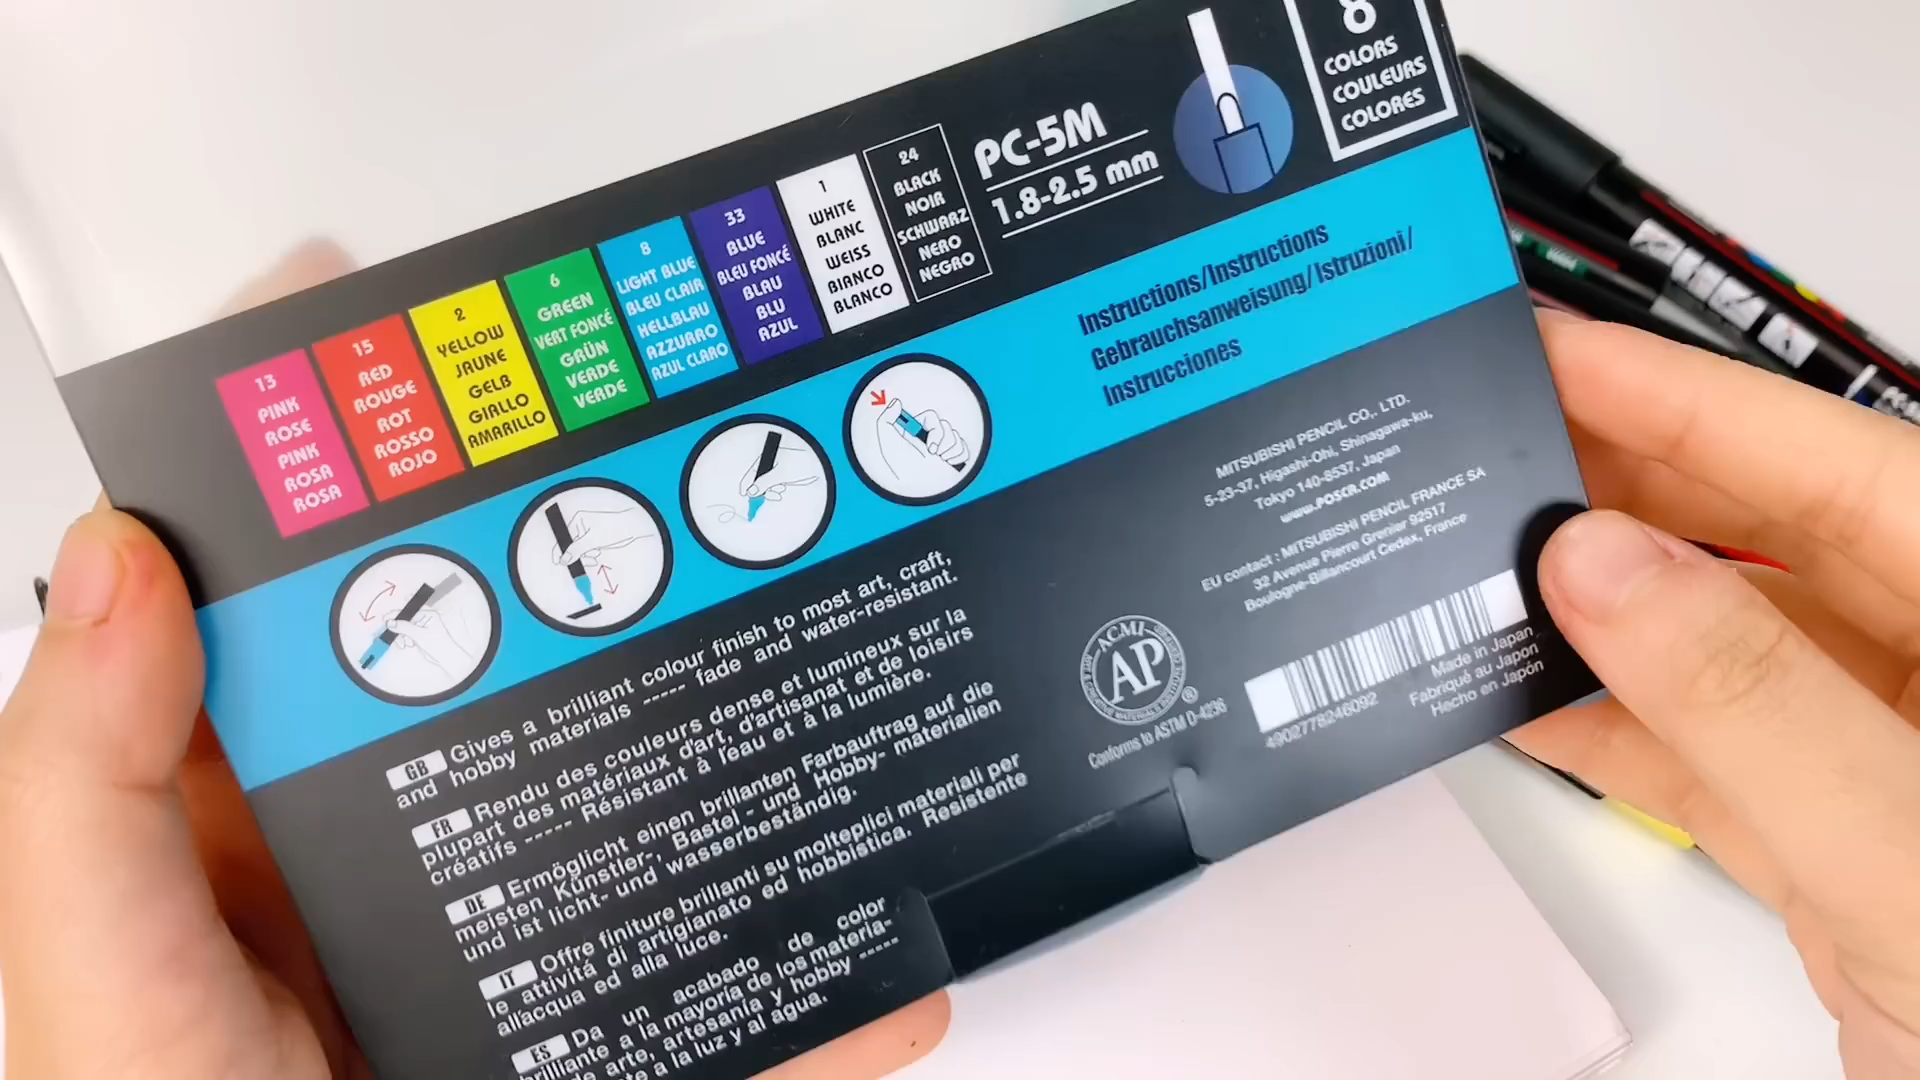 8
COLORS
COULEURS
COLORES
PC-5M
1.8-2.5 mm
13
PINK
ROSE
PINK
ROSA
ROSA
15
RED
ROUGE
ROT
ROSSO
ROJO
2
YELLOW
JAUNE
GELB
GIALLO
AMARILLO
6
GREEN
VERT FONCÉ
GRÜN
VERDE
VERDE
8
LIGHT BLUE
BLEU CLAIR
HELLBLAU
AZZURRO
AZUL CLARO
33
BLUE
BLEU FONCÉ
BLAU
BLU
AZUL
1
WHITE
BLANC
WEISS
BIANCO
BLANCO
24
BLACK
NOIR
SCHWARZ
NERO
NEGRO
Instructions/Instructions
Gebrauchsanweisung/Istruzioni/
Instrucciones
MITSUBISHI PENCIL CO,. LTD.
5-23-37, Higashi-Ohi, Shinagawa-ku,
Tokyo 140-8537, Japan
www.POSCA.COM
EU contact : MITSUBISHI PENCIL FRANCE SA
32 Avenue Pierre Grenier 92517
Boulogne-Billancourt Cedex, France
GB Gives a brilliant colour finish to most art, craft,
and hobby materials ----- fade and water-resistant.
FR Rendu des couleurs dense et lumineux sur la
plupart des matériaux d'art, d'artisanat et de loisirs
créatifs ----- Résistant à l'eau et à la lumière.
DE Ermöglicht einen brillanten Farbauftrag auf die
meisten Künstler-, Bastel- und Hobby- materialien
und ist licht- und wasserbeständig.
IT Offre finiture brillanti su molteplici materiali per
le attivitá di artigianato ed hobbistica. Resistente
all'acqua ed alla luce.
ES Da un acabado de color
brilliante a la mayoría de los materia-
de arte, artesanía y hobby -----
a la luz y al agua.
ACMI
AP
®
Conforms to ASTM D-4236
4902778246092
Made in Japan
Fabriqué au Japon
Hecho en Japón